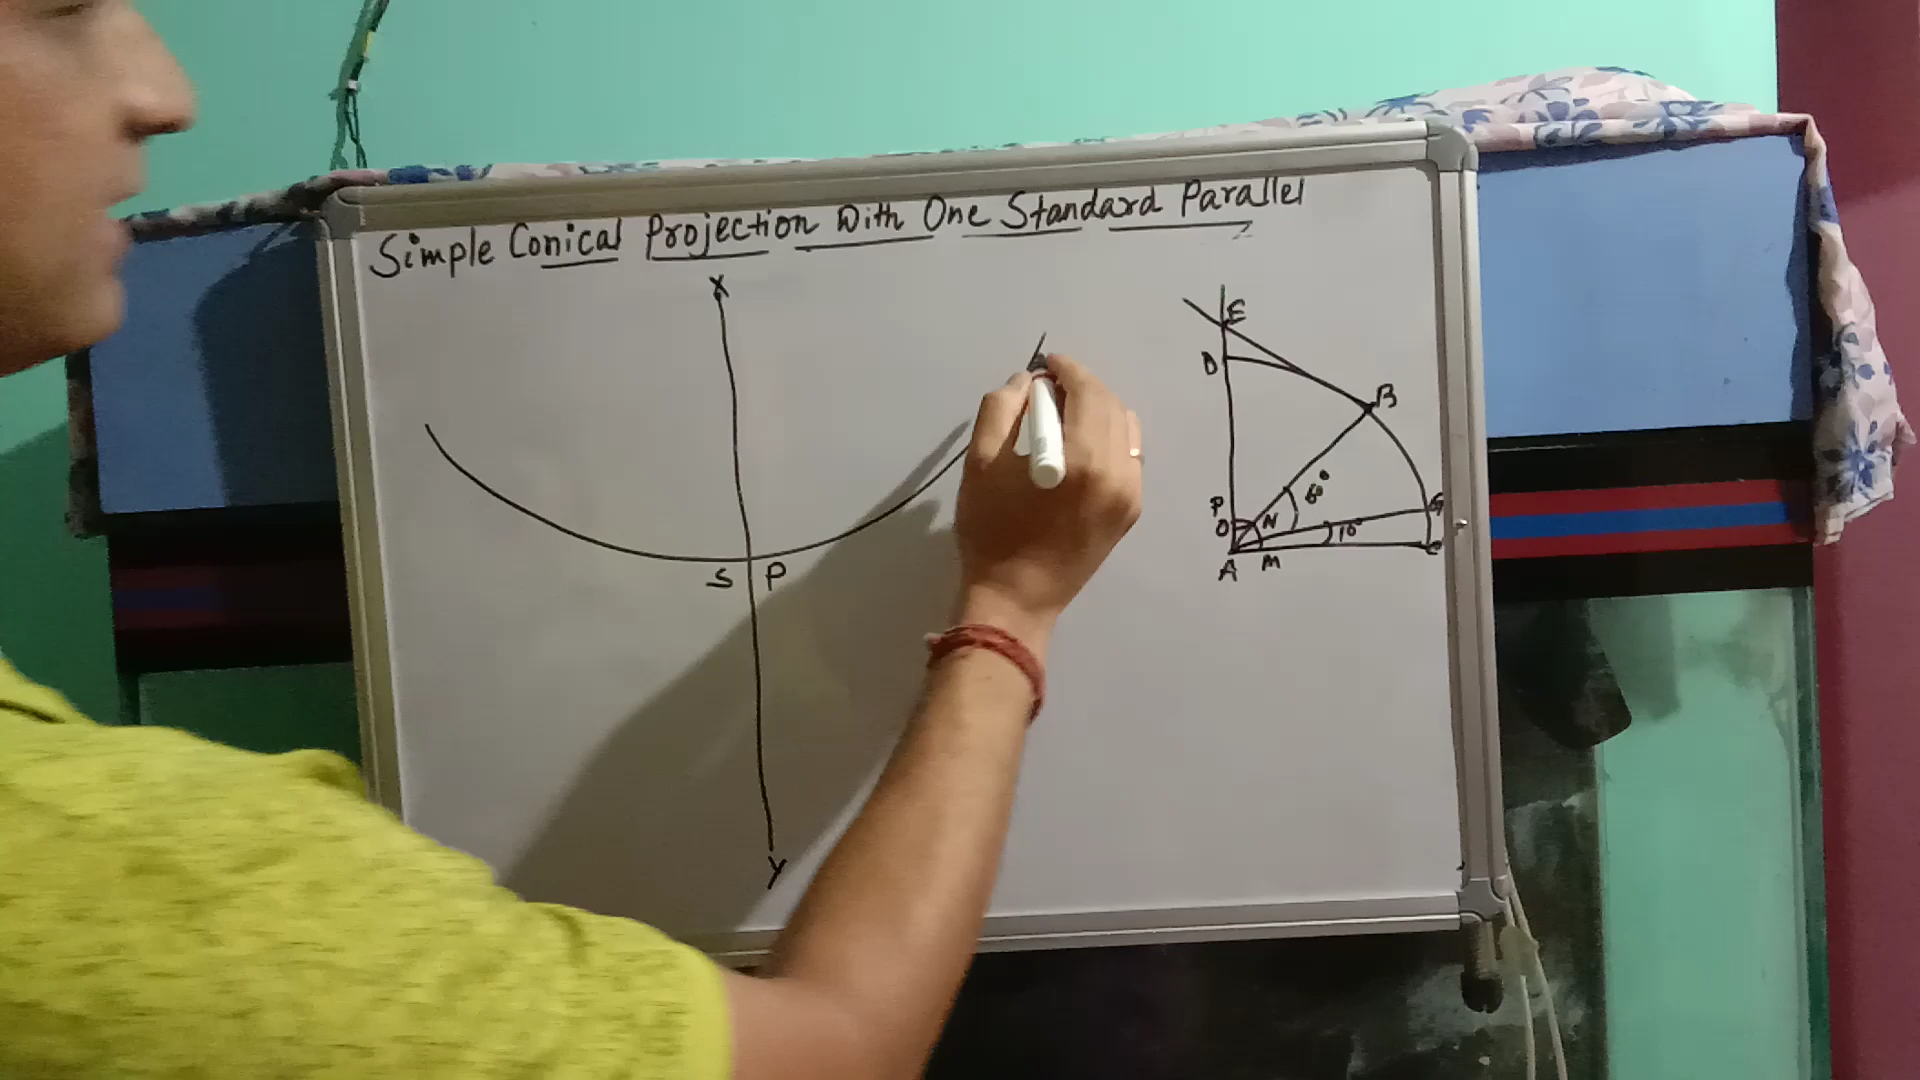 Simple Conical Projection With One Standard Parallel
X
S P
Y
E
D
B
60°
P
O N
G
10°
C
A M